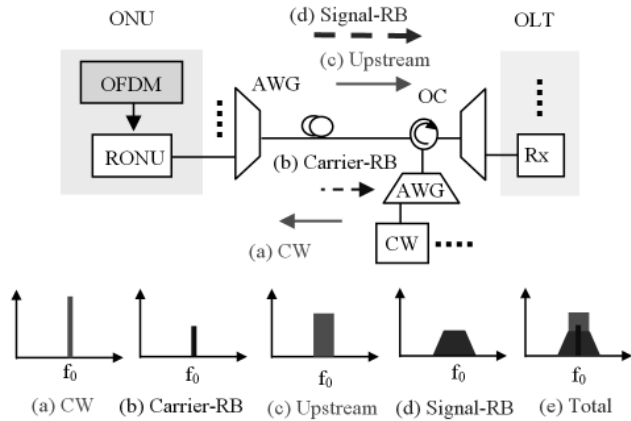 ONU
(d) Signal-RB
OLT
(c) Upstream
OFDM
AWG
OC
RONU
(b) Carrier-RB
Rx
AWG
(a) CW
CW
f₀
f₀
f₀
f₀
f₀
(a) CW
(b) Carrier-RB
(c) Upstream
(d) Signal-RB
(e) Total